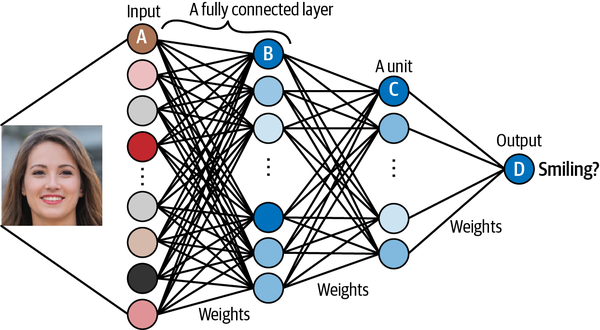 Input
A fully connected layer
A
B
A unit
C
Output
D
Smiling?
Weights
Weights
Weights